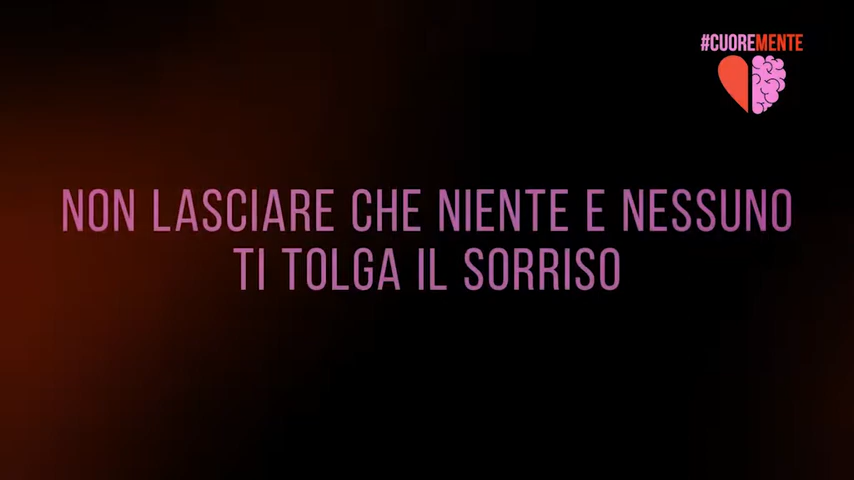 #CUOREMENTE
NON LASCIARE CHE NIENTE E NESSUNO
TI TOLGA IL SORRISO